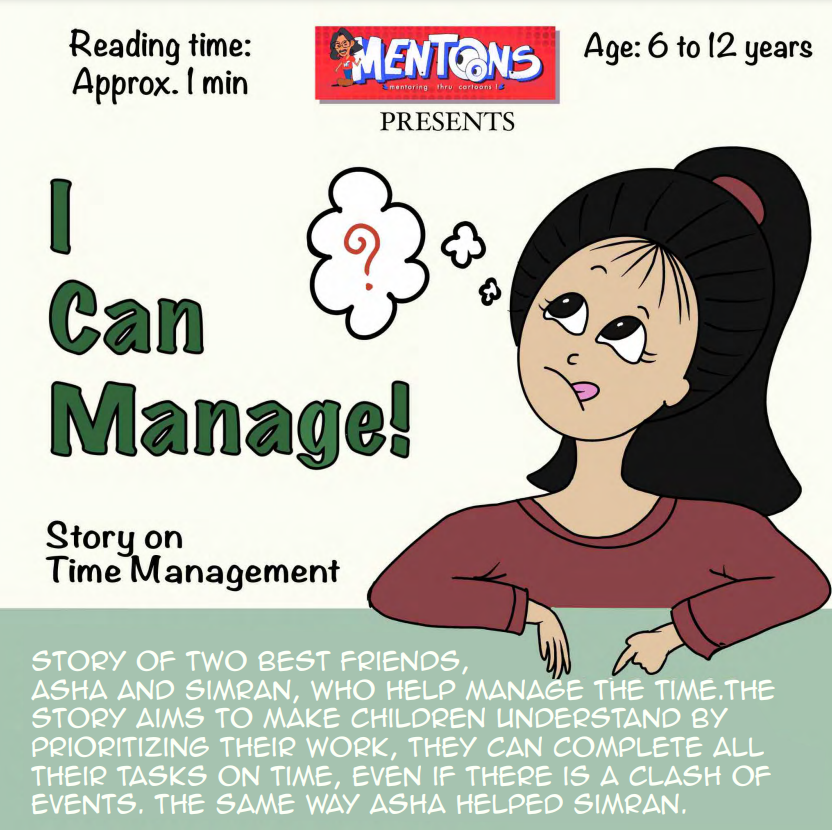 Reading time:
Approx. 1 min
MENTOONS
mentoring thru cartoons !
PRESENTS
Age: 6 to 12 years
I
Can
Manage!
?
Story on
Time Management
STORY OF TWO BEST FRIENDS,
ASHA AND SIMRAN, WHO HELP MANAGE THE TIME.THE
STORY AIMS TO MAKE CHILDREN UNDERSTAND BY
PRIORITIZING THEIR WORK, THEY CAN COMPLETE ALL
THEIR TASKS ON TIME, EVEN IF THERE IS A CLASH OF
EVENTS. THE SAME WAY ASHA HELPED SIMRAN.